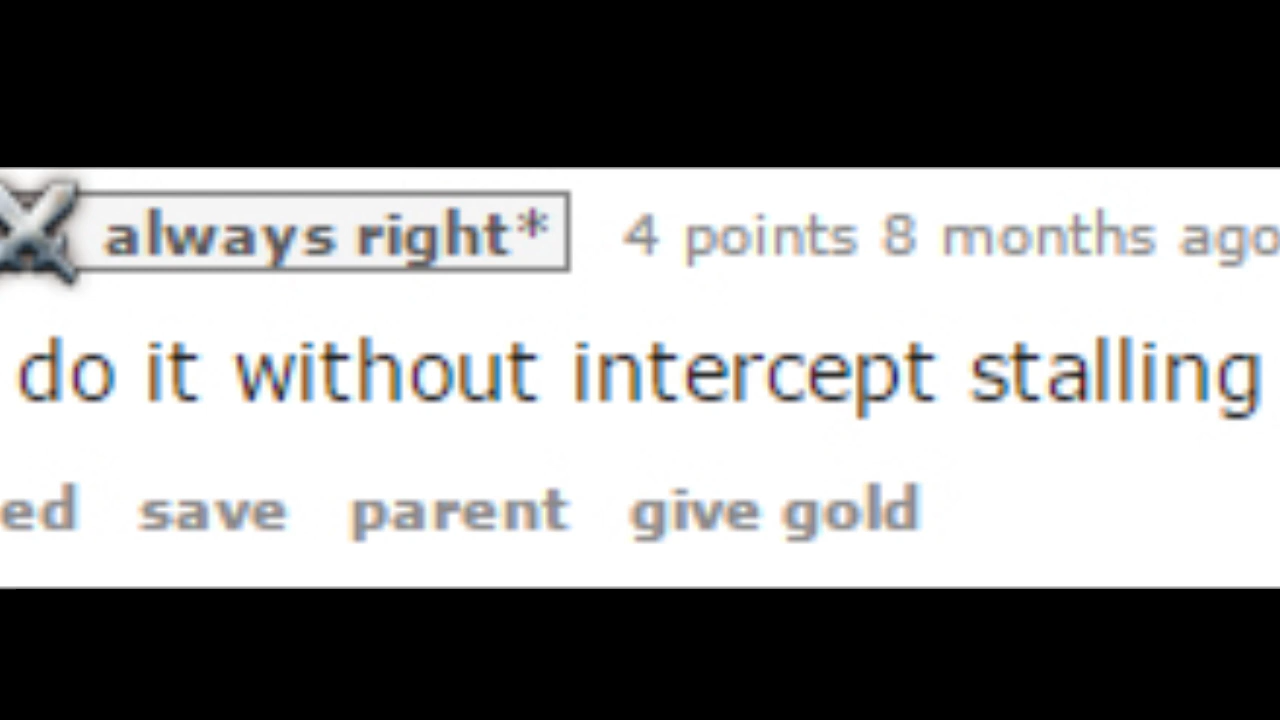 always right* 4 points 8 months ago
do it without intercept stalling
ed save parent give gold